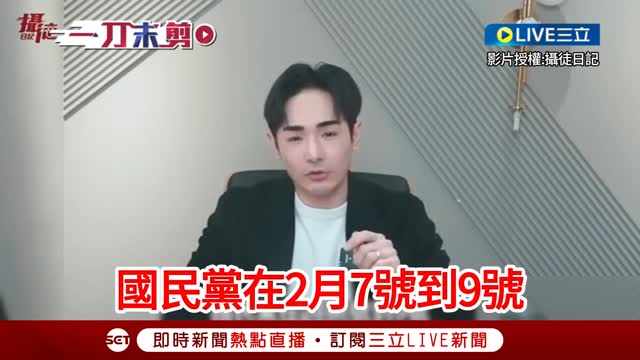 攝徒日記
一刀未剪
LIVE三立
影片授權:攝徒日記
國民黨在2月7號到9號
SET
即時新聞熱點直播·訂閱三立LIVE新聞